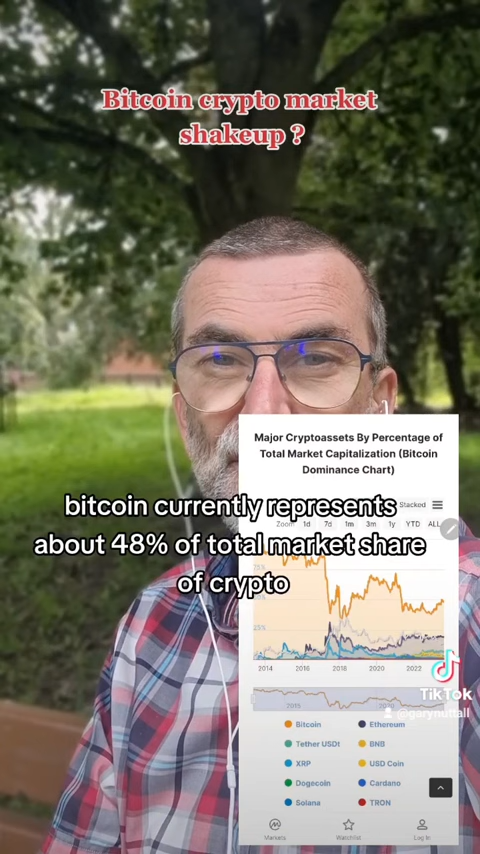 Bitcoin crypto market
shakeup ?
Major Cryptoassets By Percentage of
Total Market Capitalization (Bitcoin
Dominance Chart)
Stacked
bitcoin currently represents
Zoom 1d 7d 1m 3m 1y YTD ALL
about 48% of total market share
of crypto
75%
25%
2014 2016 2018 2020 2022
TikTok
@garynuttall
2015 2020
Bitcoin Ethereum
Tether USDt BNB
XRP USD Coin
Dogecoin Cardano
Solana TRON
Markets Watchlist Log In